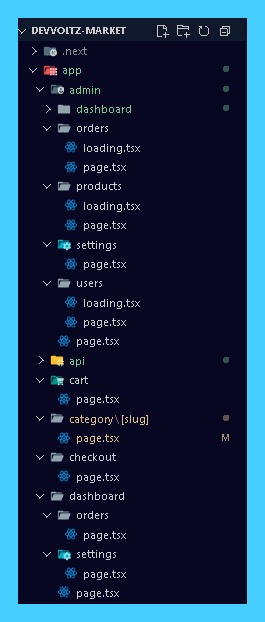 DEVVOLTZ-MARKET
.next
app
admin
dashboard
orders
loading.tsx
page.tsx
products
loading.tsx
page.tsx
settings
page.tsx
users
loading.tsx
page.tsx
page.tsx
api
cart
page.tsx
category\[slug]
page.tsx M
checkout
page.tsx
dashboard
orders
page.tsx
settings
page.tsx
page.tsx